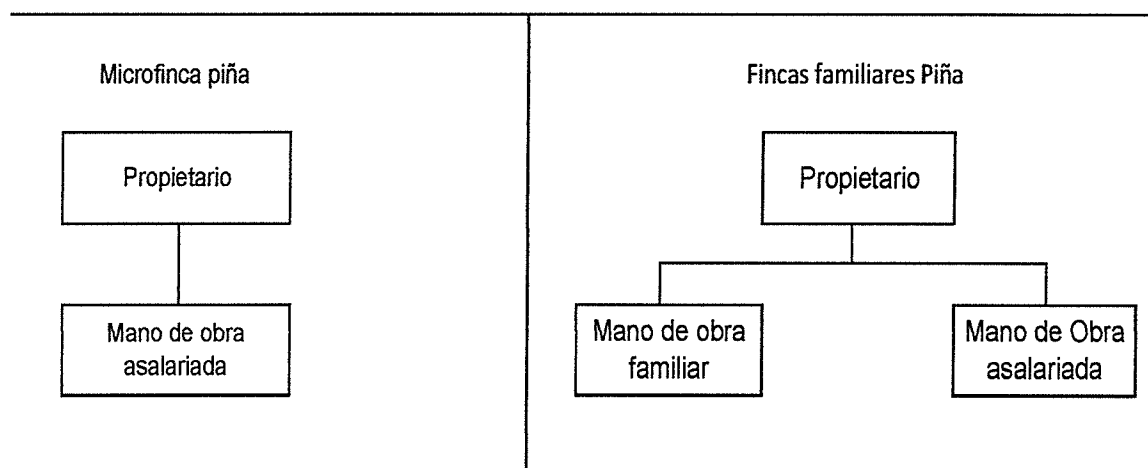 Microfinca piña
Propietario
Mano de obra
asalariada
Fincas familiares Piña
Propietario
Mano de obra
familiar
Mano de Obra
asalariada